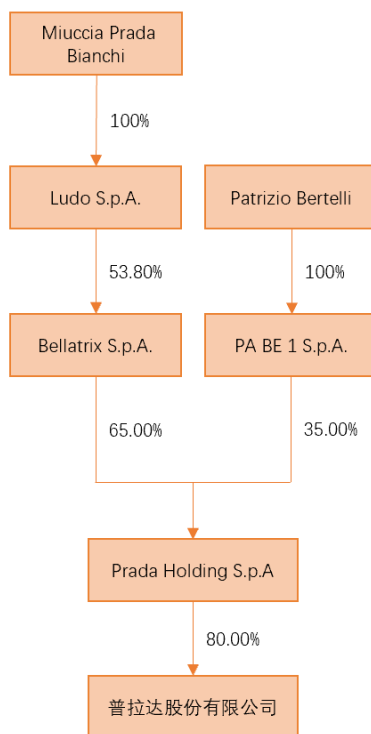 Miuccia Prada
Bianchi
100%
Ludo S.p.A.
Patrizio Bertelli
53.80%
100%
Bellatrix S.p.A.
PA BE 1 S.p.A.
65.00%
35.00%
Prada Holding S.p.A
80.00%
普拉达股份有限公司